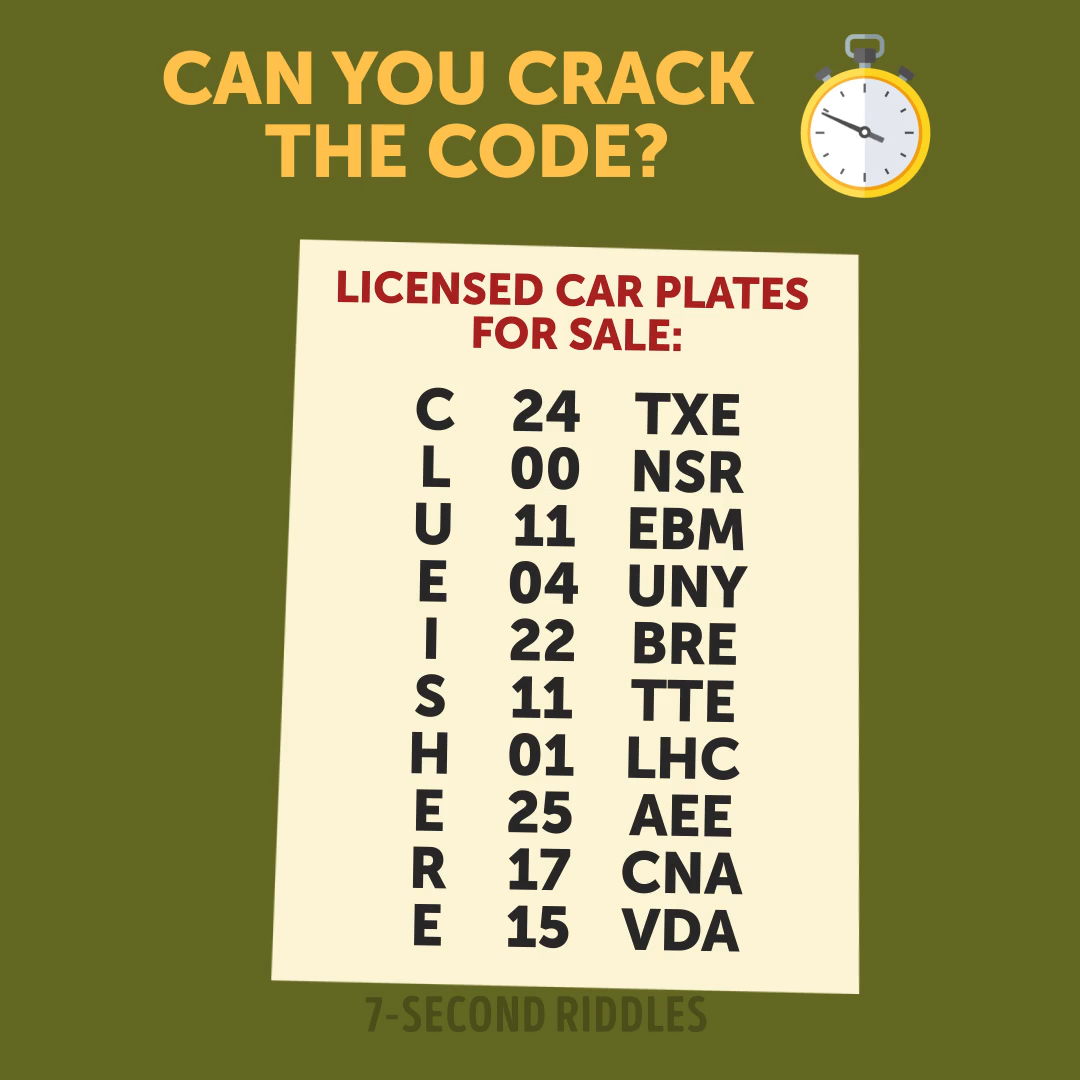 CAN YOU CRACK
THE CODE?
LICENSED CAR PLATES
FOR SALE:
C 24 TXE
L 00 NSR
U 11 EBM
E 04 UNY
I 22 BRE
S 11 TTE
H 01 LHC
E 25 AEE
R 17 CNA
E 15 VDA
7-SECOND RIDDLES